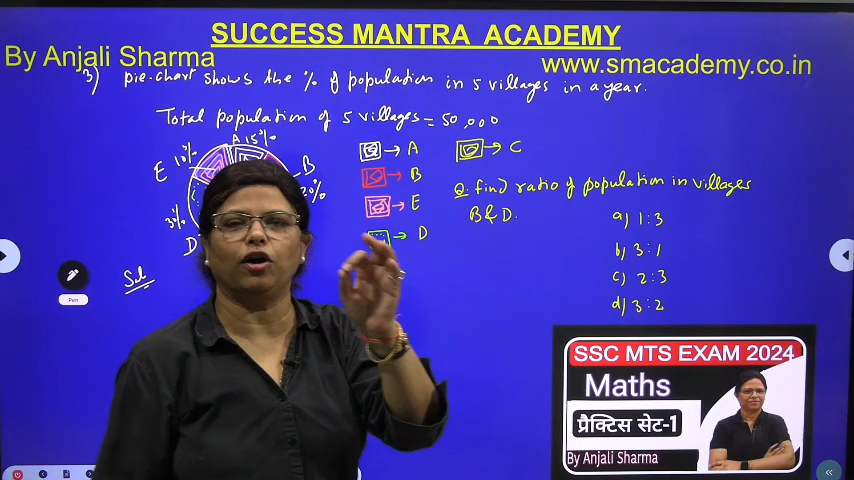 SUCCESS MANTRA ACADEMY
By Anjali Sharma
www.smacademy.co.in
3) pie-chart shows the % of population in 5 villages in a year.
Total population of 5 villages = 50,000
A 15%
E 10%
B
20%
30%
D
→ A
→ B
→ E
→ D
→ C
Q. find ratio of population in villages
B & D.
a) 1:3
b) 3:1
c) 2:3
d) 3:2
Sol
Pen
SSC MTS EXAM 2024
Maths
प्रैक्टिस सेट-1
By Anjali Sharma